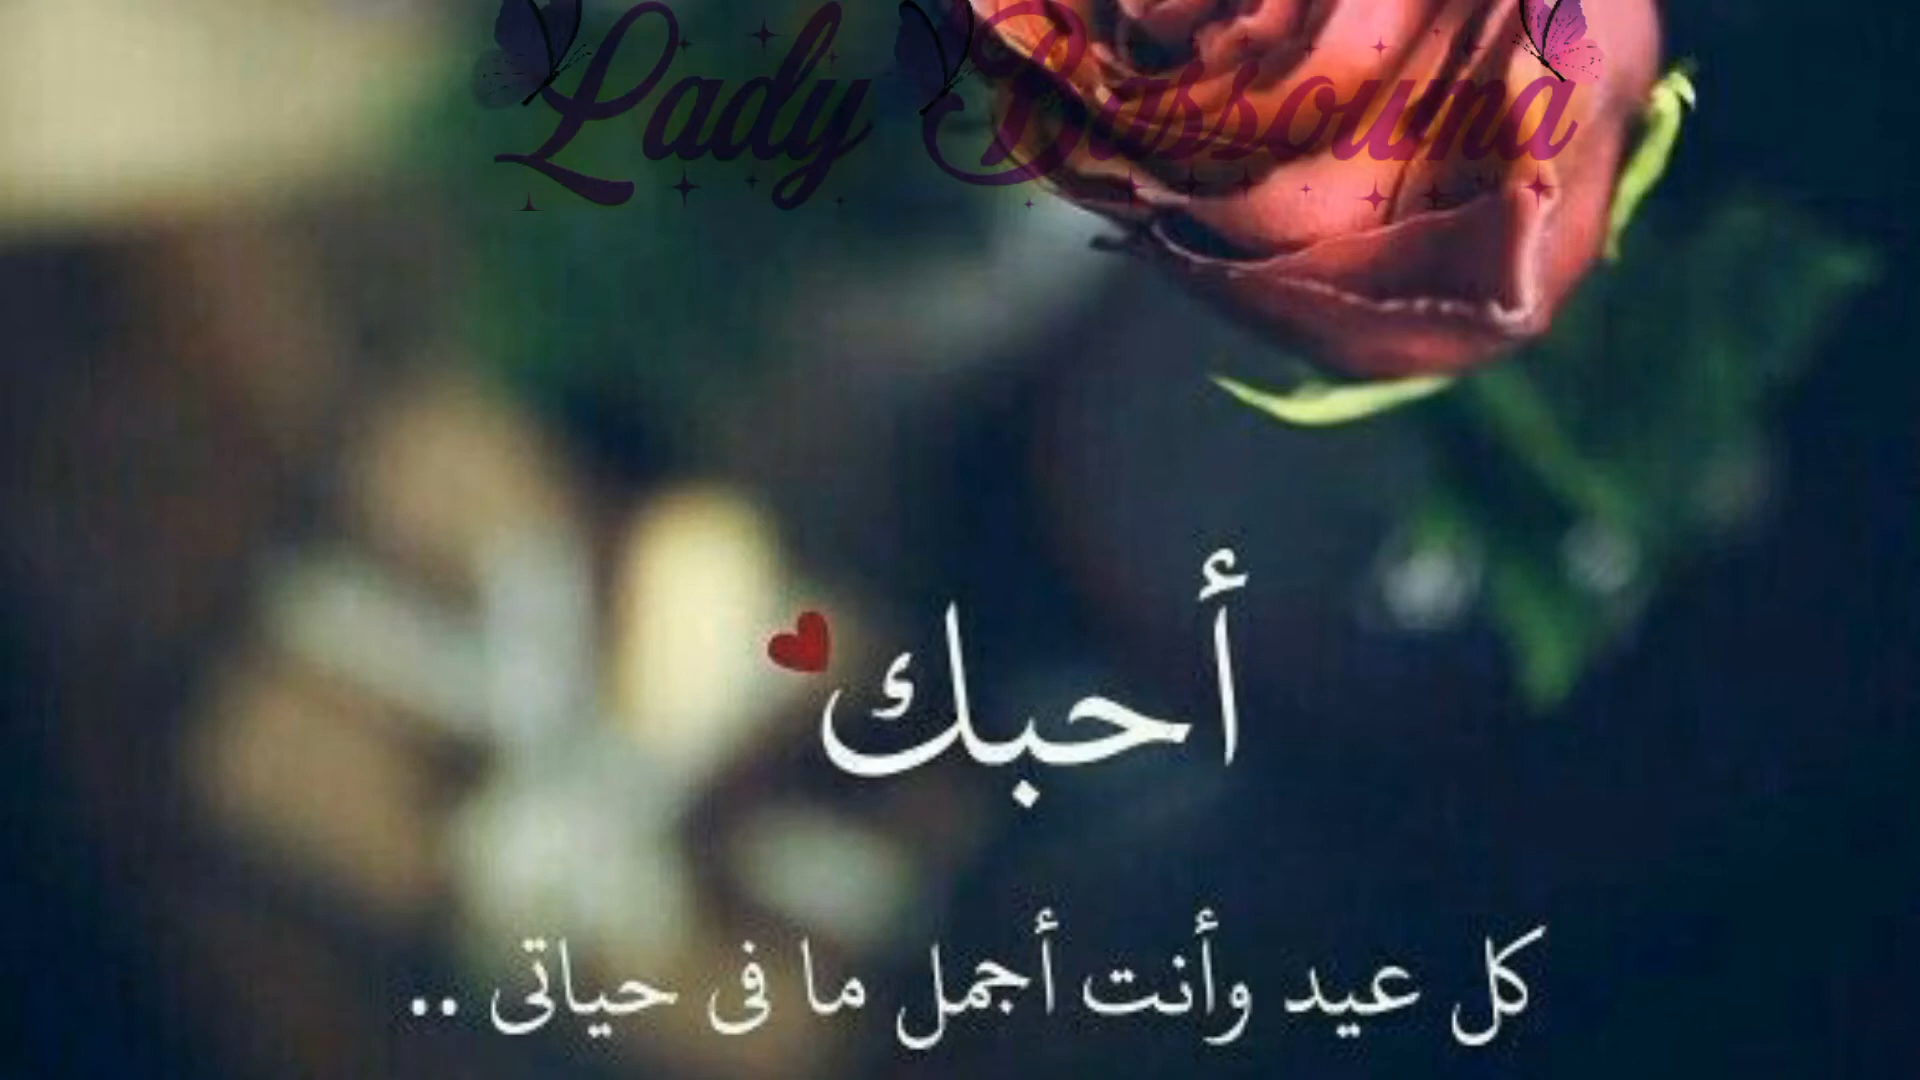 Lady Bassouna
أحبك
كل عيد وأنت أجمل ما فى حياتى ..